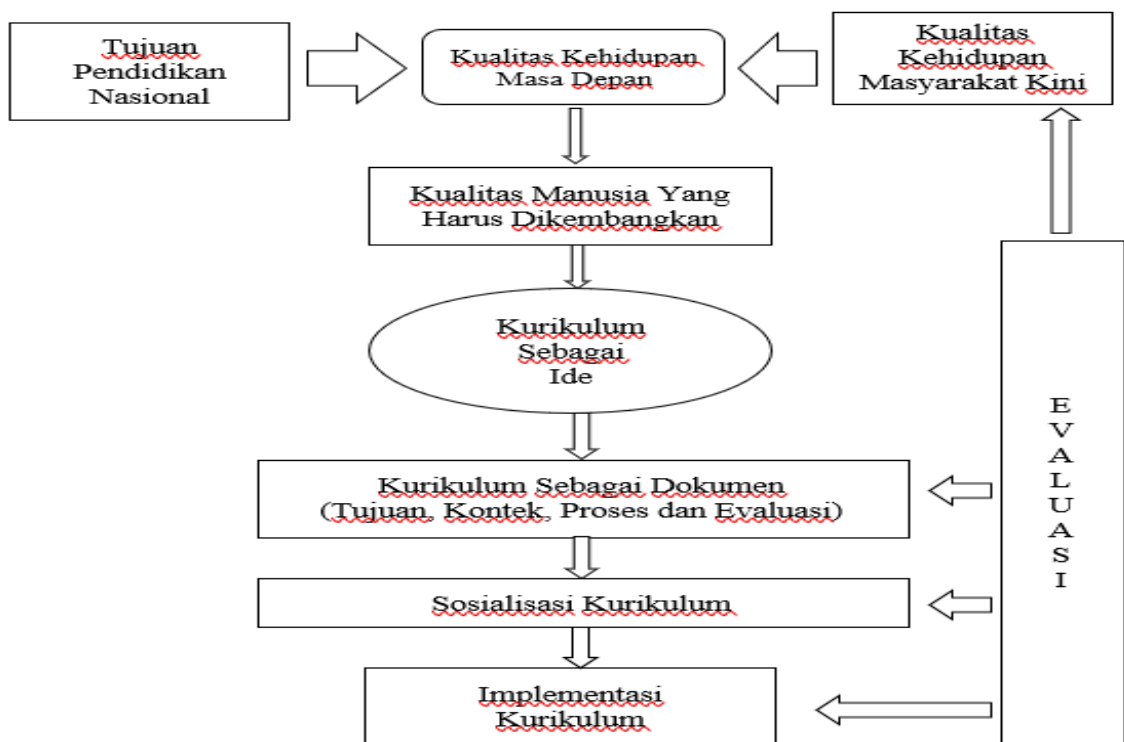 Tujuan
Pendidikan
Nasional
Kualitas Kehidupan
Masa Depan
Kualitas
Kehidupan
Masyarakat Kini
Kualitas Manusia Yang
Harus Dikembangkan
Kurikulum
Sebagai
Ide
Kurikulum Sebagai Dokumen
(Tujuan, Kontek, Proses dan Evaluasi)
Sosialisasi Kurikulum
Implementasi
Kurikulum
E
V
A
L
U
A
S
I